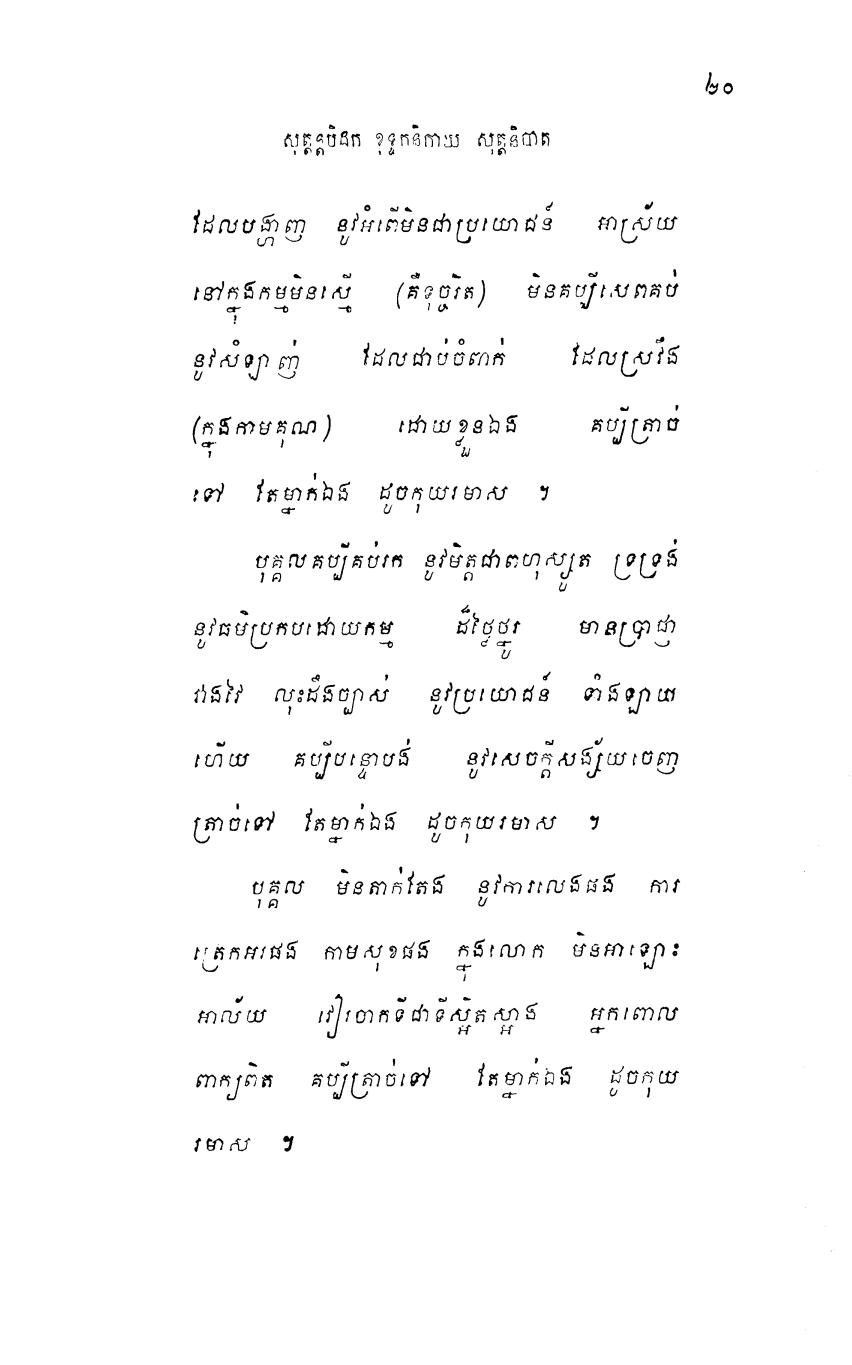 ២០
សុត្តន្តបិដក ខុទ្ទកនិកាយ សុត្តនិបាត
ដែលបង្ហាញ នូវអំពើមិនជាប្រយោជន៍ អាស្រ័យ
នៅក្នុងកម្មមិនស្មើ (គឺទុច្ចរិត) មិនគប្បីសេពគប់
នូវសំឡាញ់ ដែលជាប់ចំពាក់ ដែលស្រវឹង
(ក្នុងកាមគុណ) ដោយខ្លួនឯង គប្បីត្រាច់
ទៅ តែម្នាក់ឯង ដូចកុយរមាស ។
បុគ្គលគប្បីគប់រក នូវមិត្តជាពហុស្សូត ទ្រទ្រង់
នូវធម៌ប្រកបដោយកម្ម ដ៏ថ្លៃថ្នូរ មានប្រាជ្ញា
វាងវៃ លុះដឹងច្បាស់ នូវប្រយោជន៍ ទាំងឡាយ
ហើយ គប្បីបន្ទោបង់ នូវសេចក្តីសង្ស័យចេញ
ត្រាច់ទៅ តែម្នាក់ឯង ដូចកុយរមាស ។
បុគ្គល មិនតាក់តែង នូវការលេងផង ការ
ត្រេកអរផង កាមសុខផង ក្នុងលោក មិនអាឡោះ
អាល័យ វៀរចាកទីជាទីស្អិតស្អាង អ្នកពោល
ពាក្យពិត គប្បីត្រាច់ទៅ តែម្នាក់ឯង ដូចកុយ
រមាស ៕